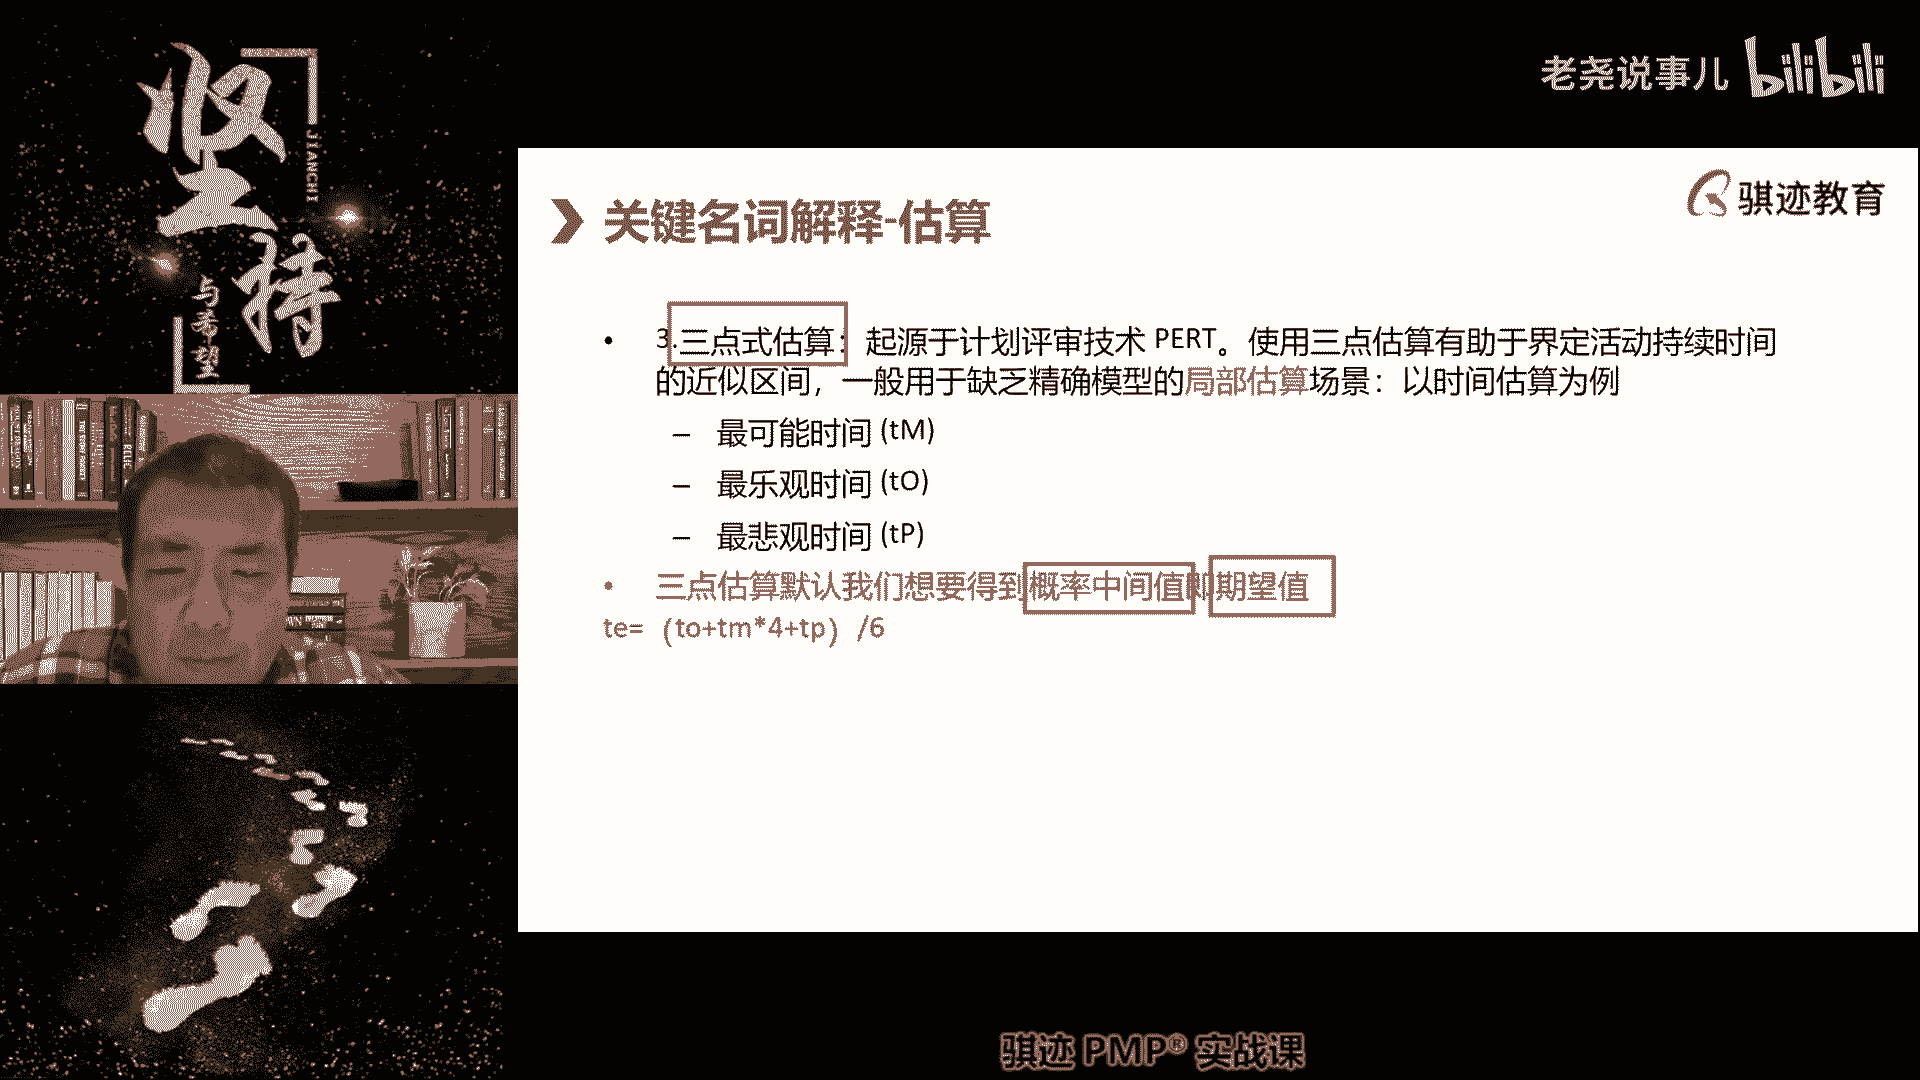 坚
持
JIANCHI
与希望
老尧说事儿 bilibili
骐迹教育
关键名词解释-估算
• 3.三点式估算：起源于计划评审技术 PERT。使用三点估算有助于界定活动持续时间
的近似区间，一般用于缺乏精确模型的局部估算场景：以时间估算为例
– 最可能时间 (tM)
– 最乐观时间 (tO)
– 最悲观时间 (tP)
• 三点估算默认我们想要得到概率中间值即期望值
te=（to+tm*4+tp）/6
骐迹 PMP® 实战课